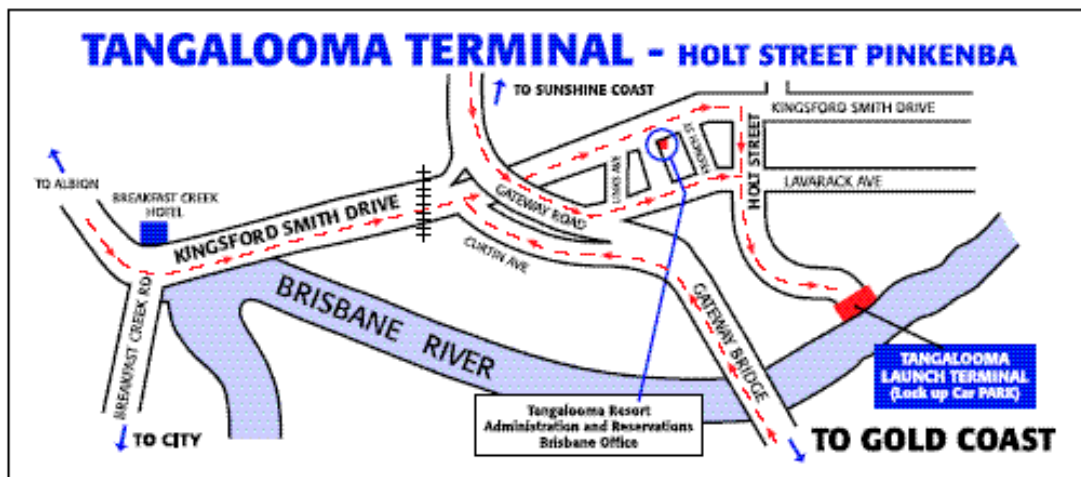 TANGALOOMA TERMINAL - HOLT STREET PINKENBA
TO SUNSHINE COAST
KINGSFORD SMITH DRIVE
TO ALBION
BREAKFAST CREEK
HOTEL
KINGSFORD SMITH DRIVE
GATEWAY ROAD
LINKS AVE
HOLT STREET
LAVARACK AVE
CURTIN AVE
BREAKFAST CREEK RD
BRISBANE RIVER
GATEWAY BRIDGE
TANGALOOMA
LAUNCH TERMINAL
(Lock up Car PARK)
Tangalooma Resort
Administration and Reservations
Brisbane Office
TO CITY
TO GOLD COAST